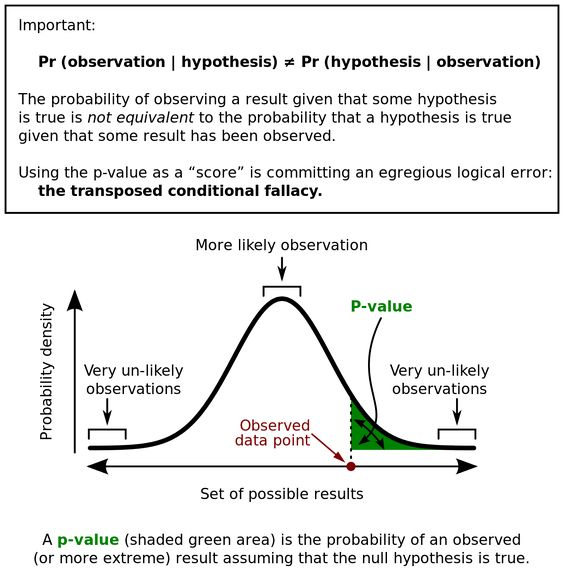 Important:
Pr (observation | hypothesis) ≠ Pr (hypothesis | observation)
The probability of observing a result given that some hypothesis
is true is not equivalent to the probability that a hypothesis is true
given that some result has been observed.
Using the p-value as a “score” is committing an egregious logical error:
the transposed conditional fallacy.
More likely observation
P-value
Very un-likely
observations
Very un-likely
observations
Probability density
Observed
data point
Set of possible results
A p-value (shaded green area) is the probability of an observed
(or more extreme) result assuming that the null hypothesis is true.